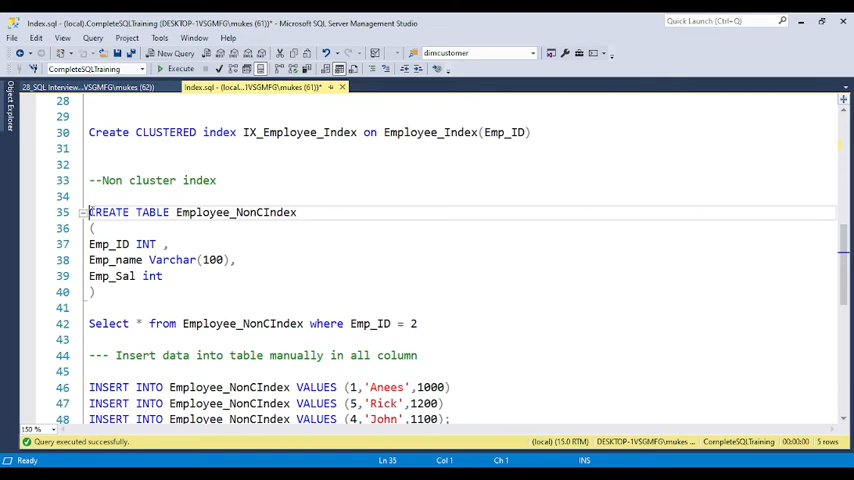 Index.sql - (local).CompleteSQLTraining (DESKTOP-1VSGMFG\mukes (61))* - Microsoft SQL Server Management Studio
Quick Launch (Ctrl+Q)
File Edit View Query Project Tools Window Help
New Query dimcustomer
CompleteSQLTraining Execute
28_SQL Interview...VSGMFG\mukes (62)) Index.sql - (local...1VSGMFG\mukes (61))*
Object Explorer
28
29
30 Create CLUSTERED index IX_Employee_Index on Employee_Index(Emp_ID)
31
32
33 --Non cluster index
34
35 CREATE TABLE Employee_NonCIndex
36 (
37 Emp_ID INT ,
38 Emp_name Varchar(100),
39 Emp_Sal int
40 )
41
42 Select * from Employee_NonCIndex where Emp_ID = 2
43
44 --- Insert data into table manually in all column
45
46 INSERT INTO Employee_NonCIndex VALUES (1,'Anees',1000)
47 INSERT INTO Employee_NonCIndex VALUES (5,'Rick',1200)
48 INSERT INTO Employee_NonCIndex VALUES (4,'John',1100);
150 %
Query executed successfully. (local) (15.0 RTM) DESKTOP-1VSGMFG\mukes ... CompleteSQLTraining 00:00:00 5 rows
Ready Ln 35 Col 1 Ch 1 INS